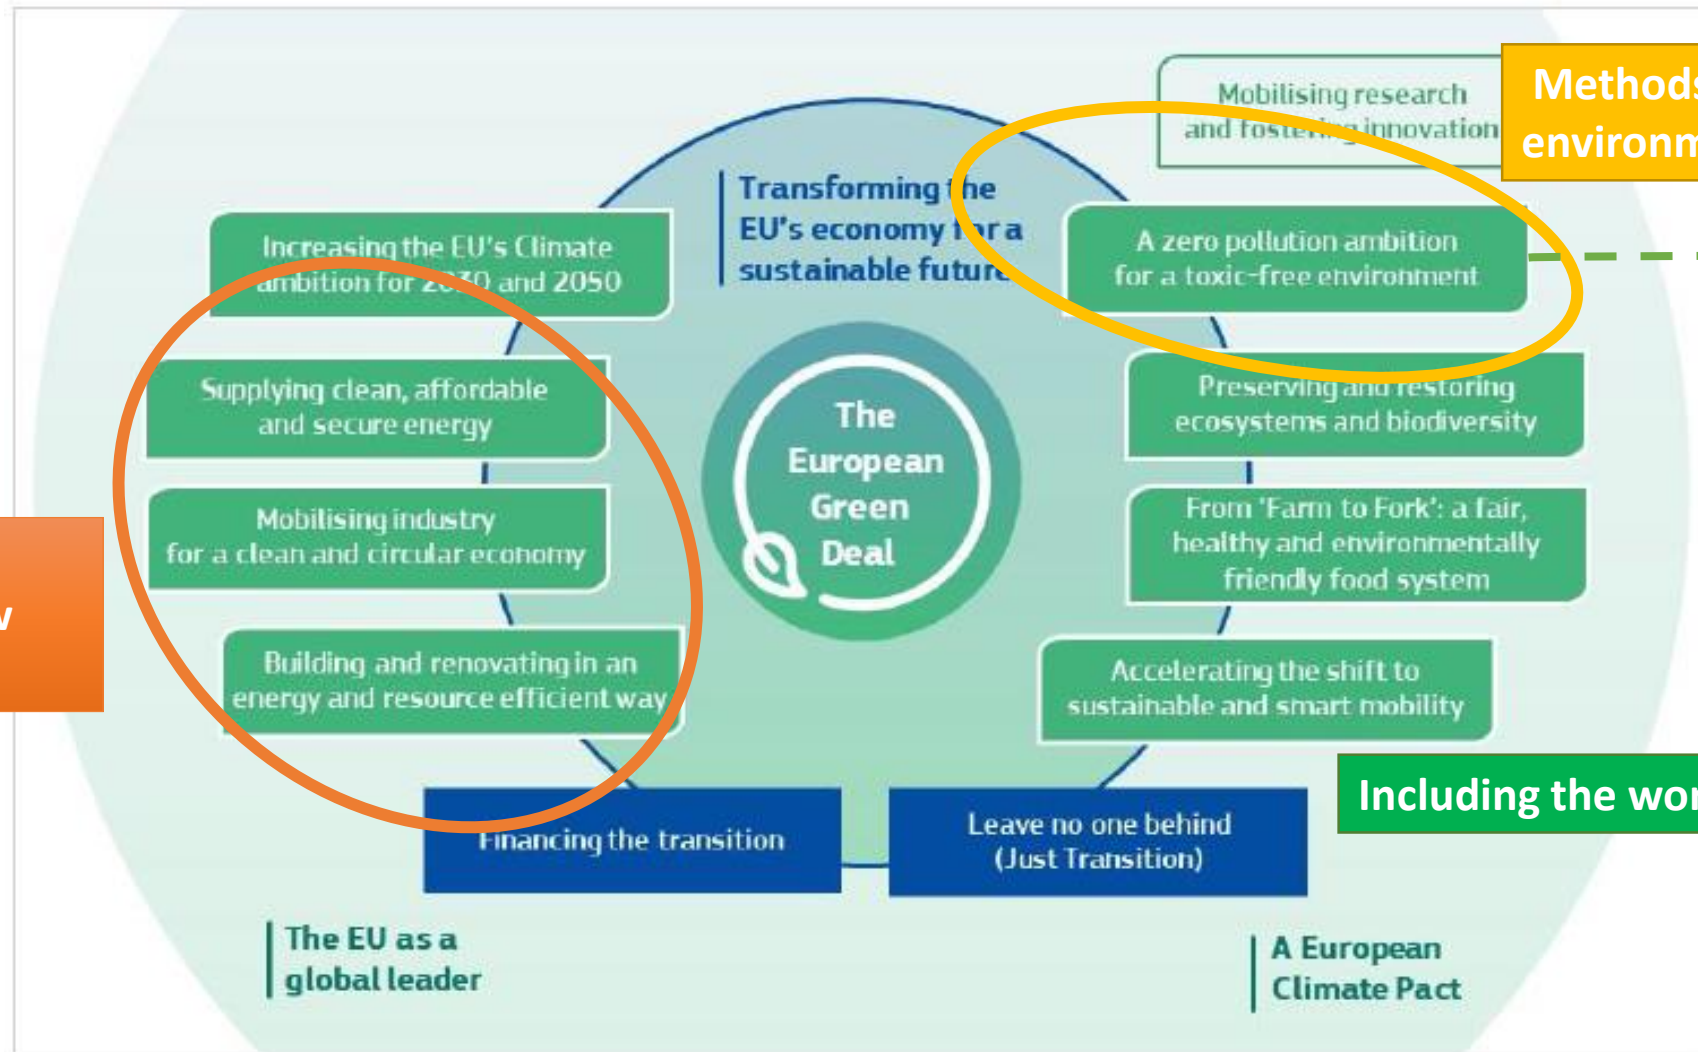 Mobilising research
and fostering innovation
Methods
environm
Transforming the
EU's economy for a
sustainable future
Increasing the EU's Climate
ambition for 2030 and 2050
A zero pollution ambition
for a toxic-free environment
Supplying clean, affordable
and secure energy
Preserving and restoring
ecosystems and biodiversity
The
European
Green
Deal
Mobilising industry
for a clean and circular economy
From 'Farm to Fork': a fair,
healthy and environmentally
friendly food system
Building and renovating in an
energy and resource efficient way
Accelerating the shift to
sustainable and smart mobility
Including the wor
Financing the transition
Leave no one behind
(Just Transition)
The EU as a
global leader
A European
Climate Pact